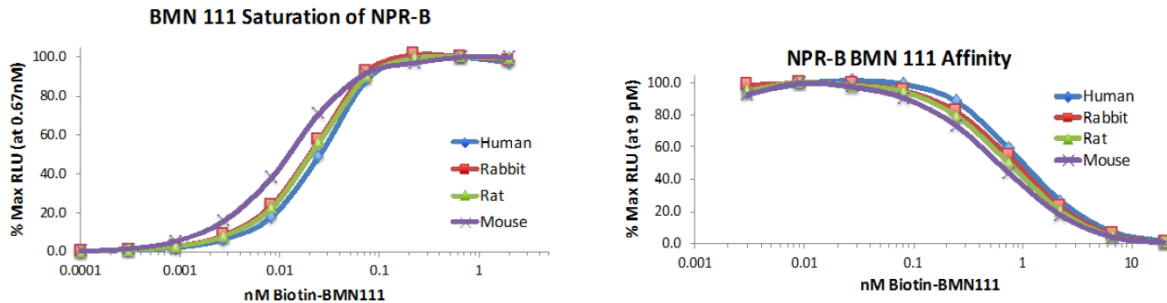 BMN 111 Saturation of NPR-B
% Max RLU (at 0.67nM)
100.0
80.0
60.0
40.0
20.0
0.0
0.0001
0.001
0.01
0.1
1
nM Biotin-BMN111
Human
Rabbit
Rat
Mouse
NPR-B BMN 111 Affinity
% Max RLU (at 9 pM)
100.0
80.0
60.0
40.0
20.0
0.0
0.001
0.01
0.1
1
10
nM Biotin-BMN111
Human
Rabbit
Rat
Mouse